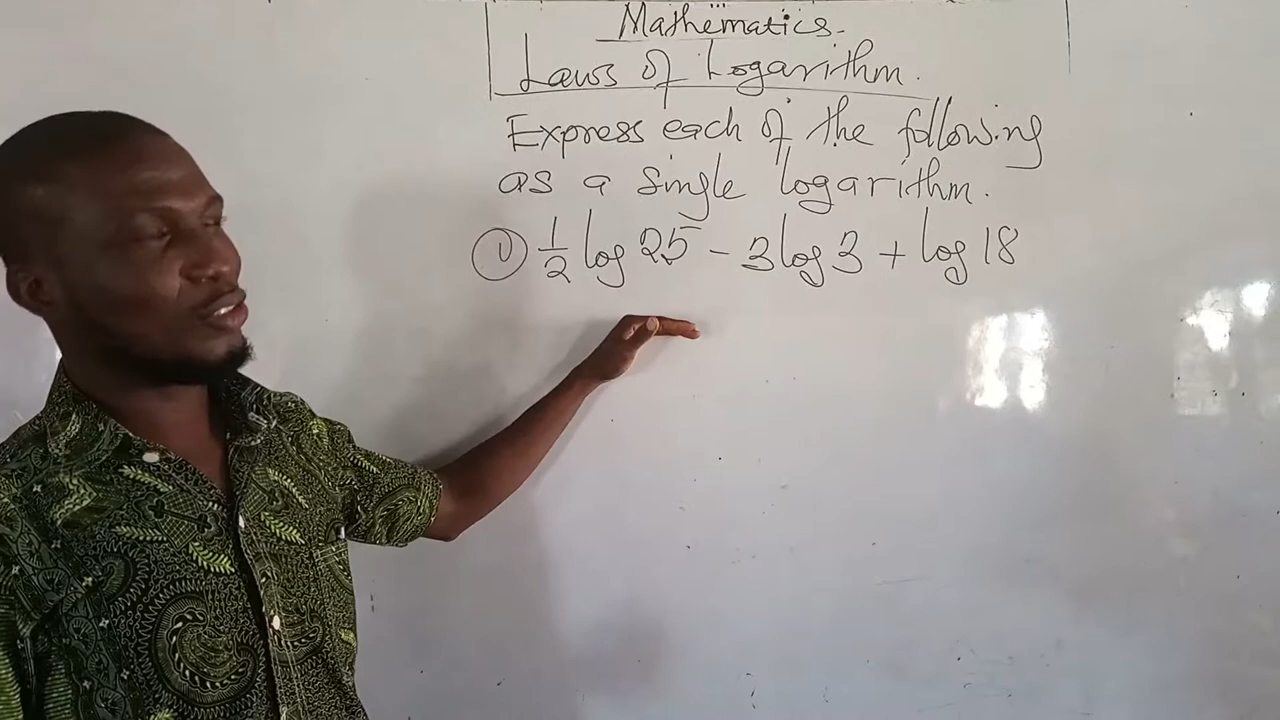 Mathematics.
Laws of Logarithm.
Express each of the following
as a single logarithm.
① ½ log 25 - 3 log 3 + log 18